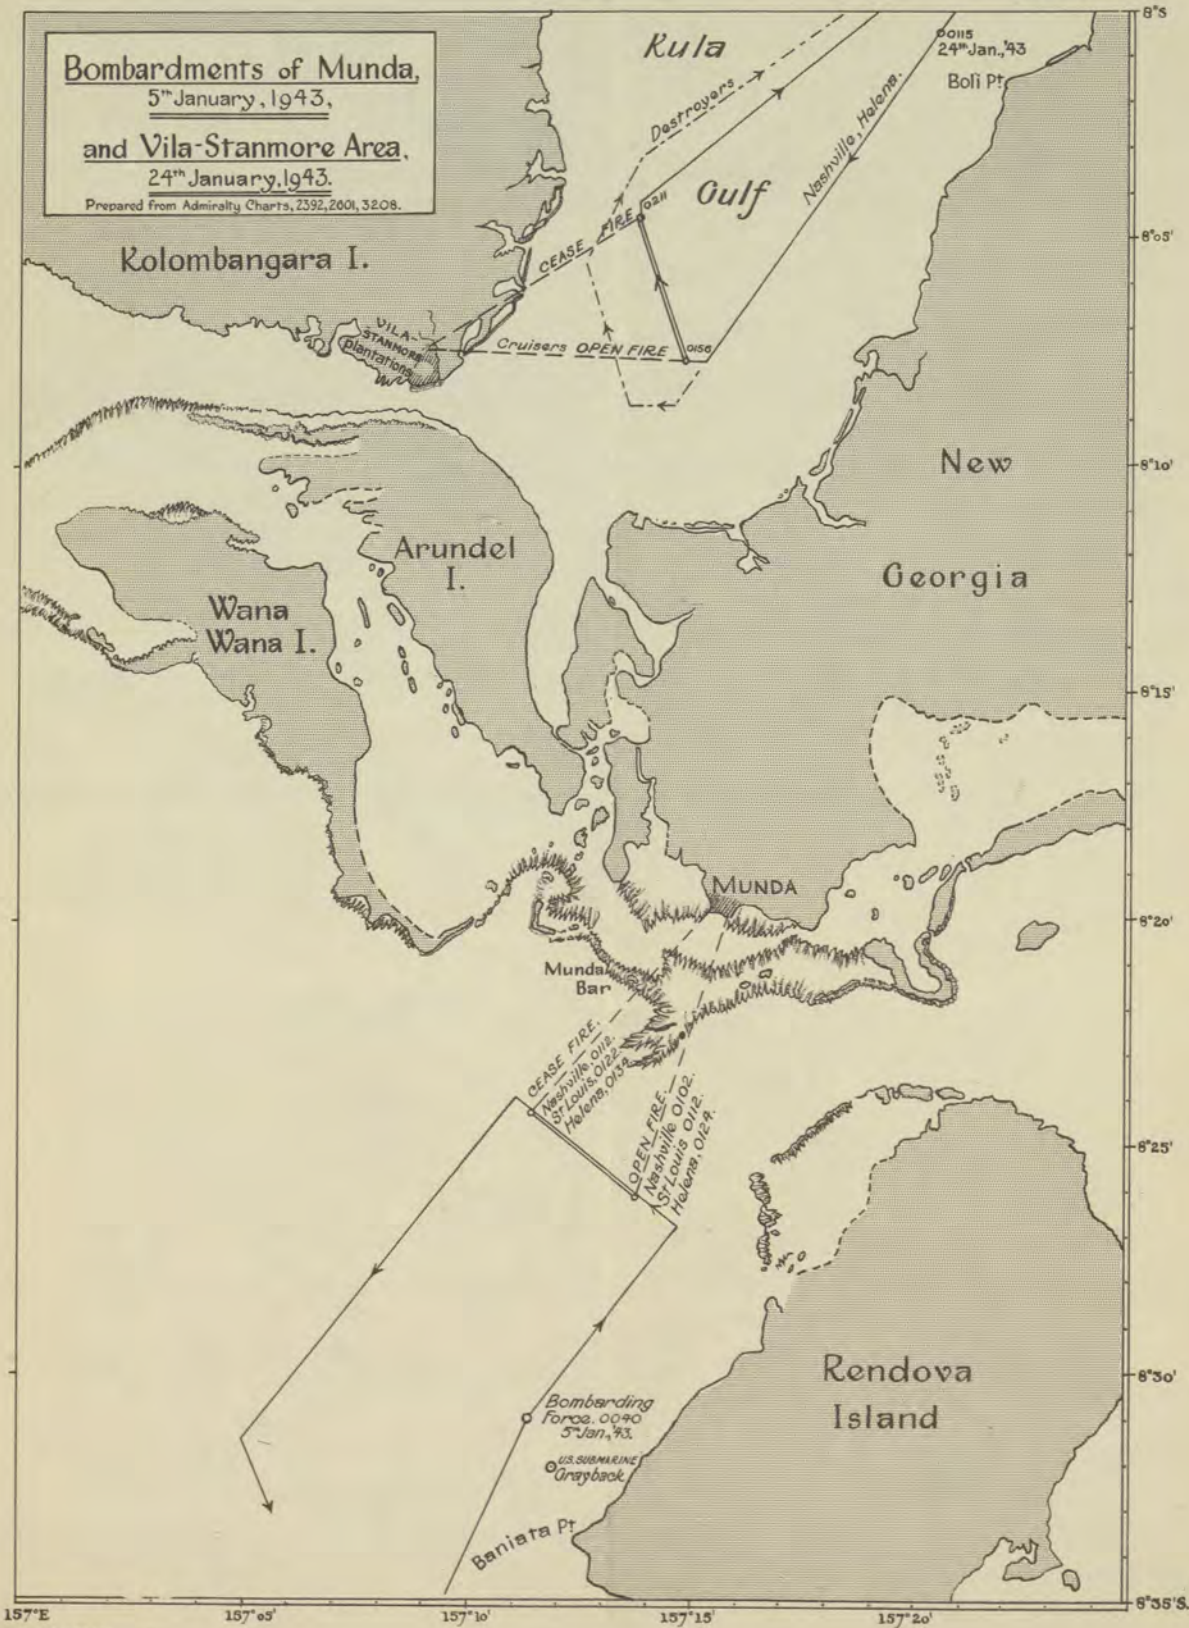 Bombardments of Munda,
5th January, 1943,
and Vila-Stanmore Area,
24th January, 1943.
Prepared from Admiralty Charts, 2392, 2601, 3208.
Kula
Gulf
8°S
0115
24th Jan., '43
Boli Pt.
Destroyers
Nashville, Helena.
0211
CEASE FIRE
8°05'
Kolombangara I.
VILA-
STANMORE
plantations
Cruisers OPEN FIRE
0156
8°10'
New
Georgia
Arundel
I.
Wana
Wana I.
8°15'
MUNDA
8°20'
Munda
Bar
CEASE FIRE.
Nashville, 0112.
St Louis, 0122.
Helena, 0134.
OPEN FIRE.
Nashville 0102.
St Louis 0112.
Helena, 0124.
8°25'
8°30'
Rendova
Island
Bombarding
Force. 0040
5th Jan., '43.
U.S. SUBMARINE
Grayback
Baniata Pt
8°35'S.
157°E
157°05'
157°10'
157°15'
157°20'